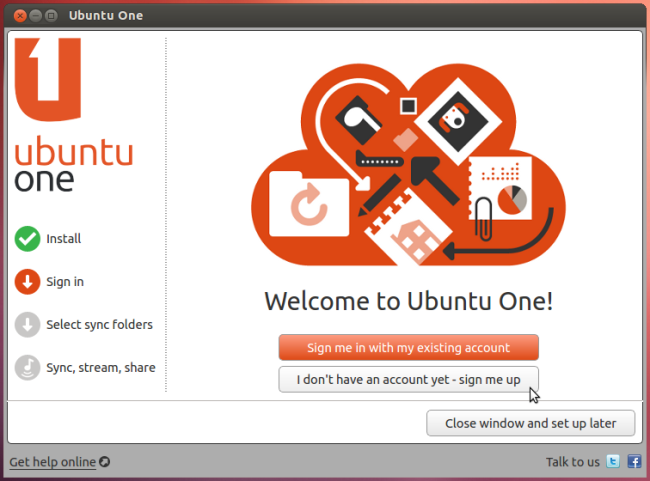 Ubuntu One
ubuntu
one
Install
Sign in
Select sync folders
Sync, stream, share
Welcome to Ubuntu One!
Sign me in with my existing account
I don't have an account yet - sign me up
Close window and set up later
Get help online
Talk to us